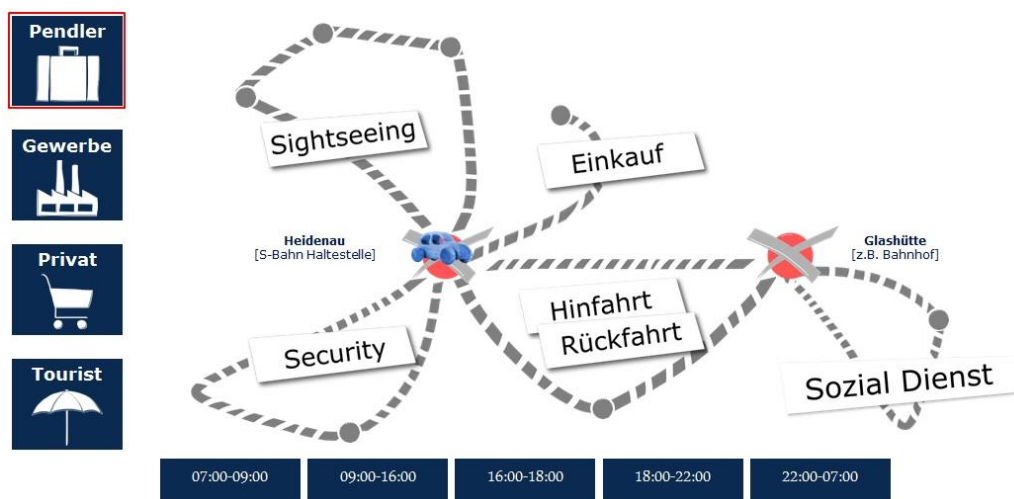 Pendler
Gewerbe
Privat
Tourist
Sightseeing
Einkauf
Heidenau
[S-Bahn Haltestelle]
Glashütte
[z.B. Bahnhof]
Hinfahrt
Rückfahrt
Security
Sozial Dienst
07:00-09:00
09:00-16:00
16:00-18:00
18:00-22:00
22:00-07:00